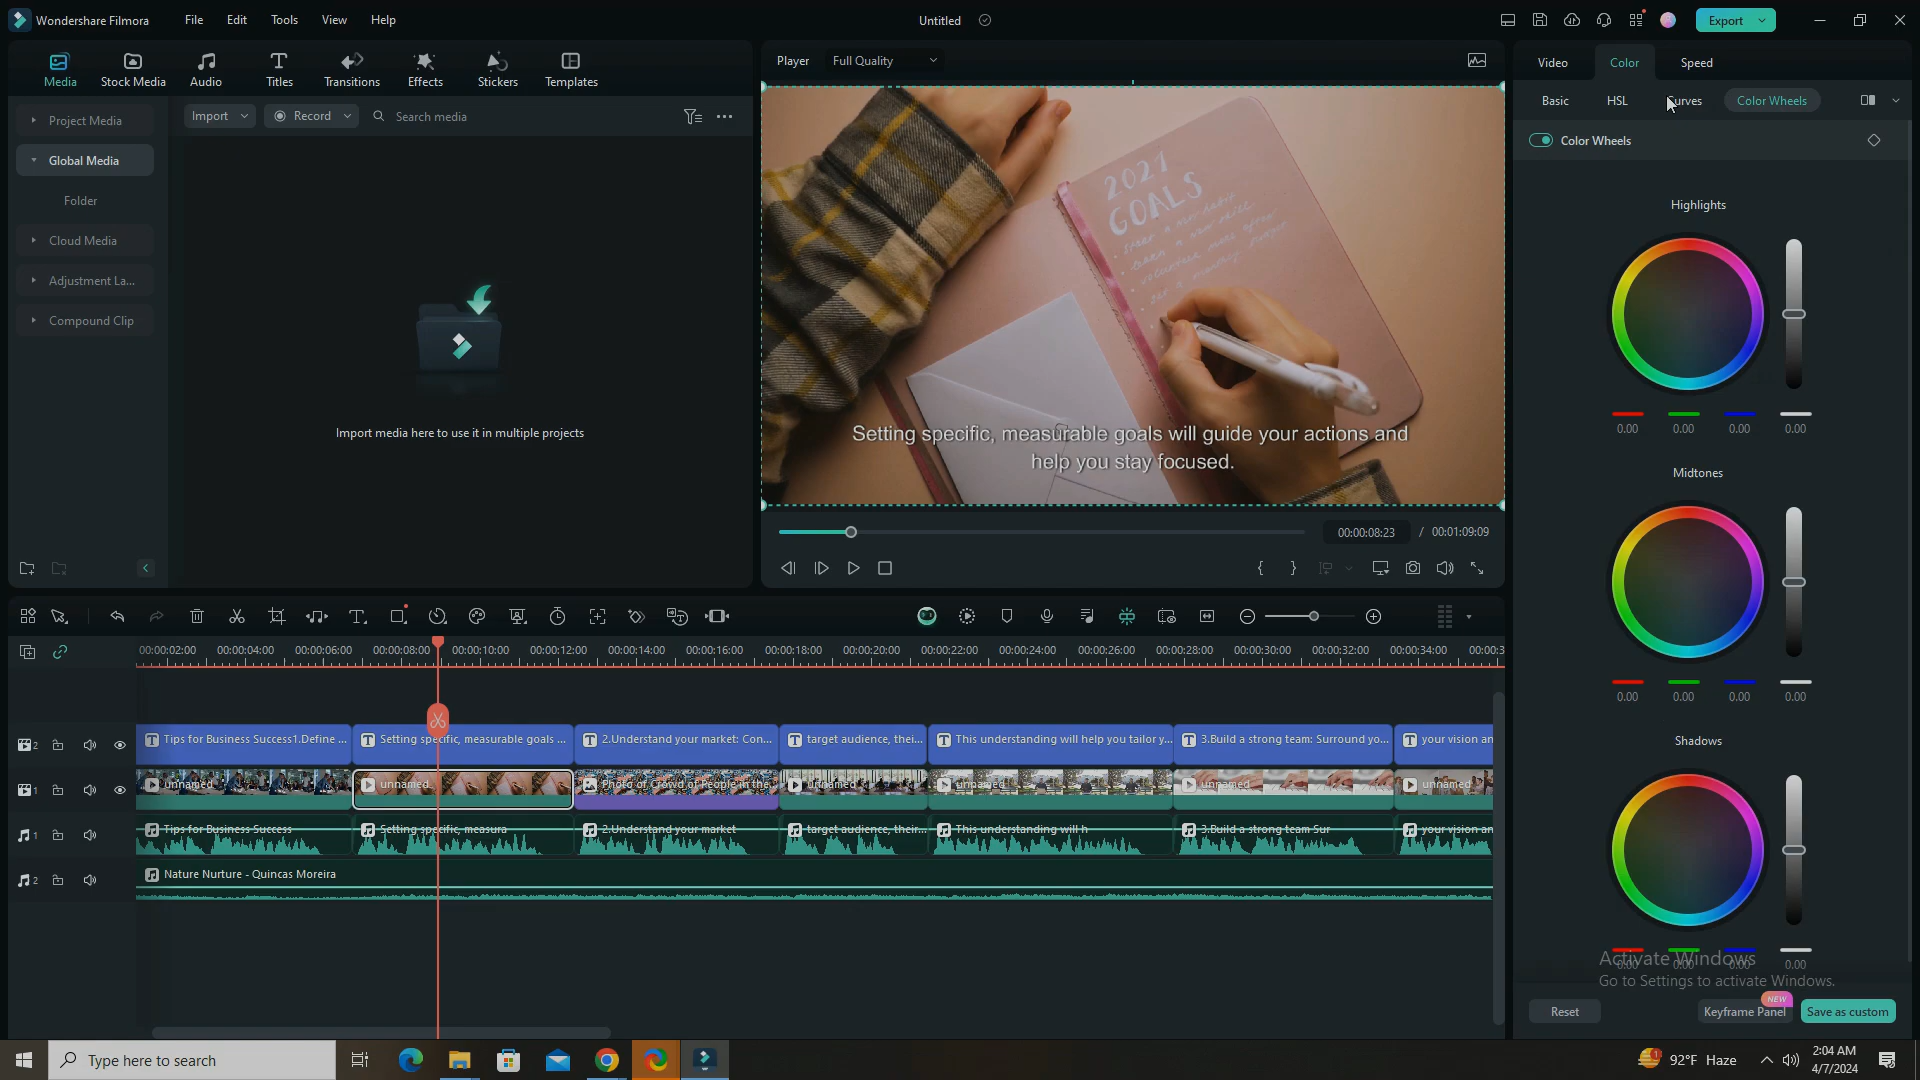 Wondershare Filmora File Edit Tools View Help
Untitled
Export
Media Stock Media Audio Titles Transitions Effects Stickers Templates
Player Full Quality
Video Color Speed
Basic HSL Curves Color Wheels
Import Record Search media
Project Media
Global Media
Folder
Cloud Media
Adjustment La...
Compound Clip
Import media here to use it in multiple projects
2021
GOALS
Setting specific, measurable goals will guide your actions and
help you stay focused.
00:00:08:23 / 00:01:09:09
Color Wheels
Highlights
0.00 0.00 0.00 0.00
Midtones
0.00 0.00 0.00 0.00
Shadows
0.00 0.00 0.00 0.00
Activate Windows
Go to Settings to activate Windows.
NEW
Reset Keyframe Panel Save as custom
00:00:02:00 00:00:04:00 00:00:06:00 00:00:08:00 00:00:10:00 00:00:12:00 00:00:14:00 00:00:16:00 00:00:18:00 00:00:20:00 00:00:22:00 00:00:24:00 00:00:26:00 00:00:28:00 00:00:30:00 00:00:32:00 00:00:34:00 00:00:3
2 Tips for Business Success1.Define ... Setting specific, measurable goals ... 2.Understand your market: Con... target audience, thei... This understanding will help you tailor y... 3.Build a strong team: Surround yo... your vision an
1 unnamed unnamed Photo of Crowd of People in the... unnamed unnamed unnamed unnamed
1 Tips for Business Success Setting specific, measura 2.Understand your market target audience, their... This understanding will h 3.Build a strong team Sur your vision an
2 Nature Nurture - Quincas Moreira
Type here to search
92°F Haze
2:04 AM
4/7/2024